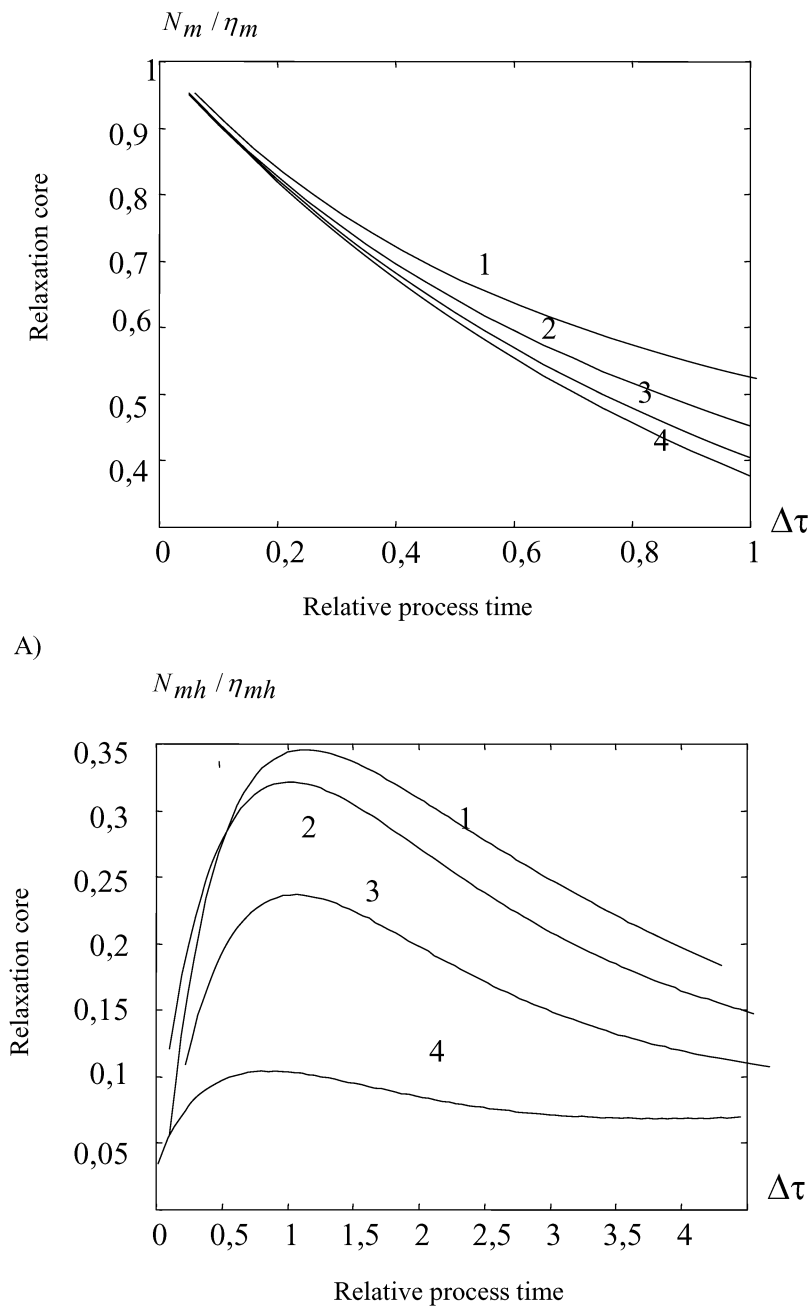 N_m / η_m
1
0,9
0,8
0,7
0,6
0,5
0,4
Relaxation core
1
2
3
4
0 0,2 0,4 0,6 0,8 1 Δτ
Relative process time
A)
N_mh / η_mh
0,35
0,3
0,25
0,2
0,15
0,1
0,05
Relaxation core
1
2
3
4
Δτ
0 0,5 1 1,5 2 2,5 3 3,5 4
Relative process time